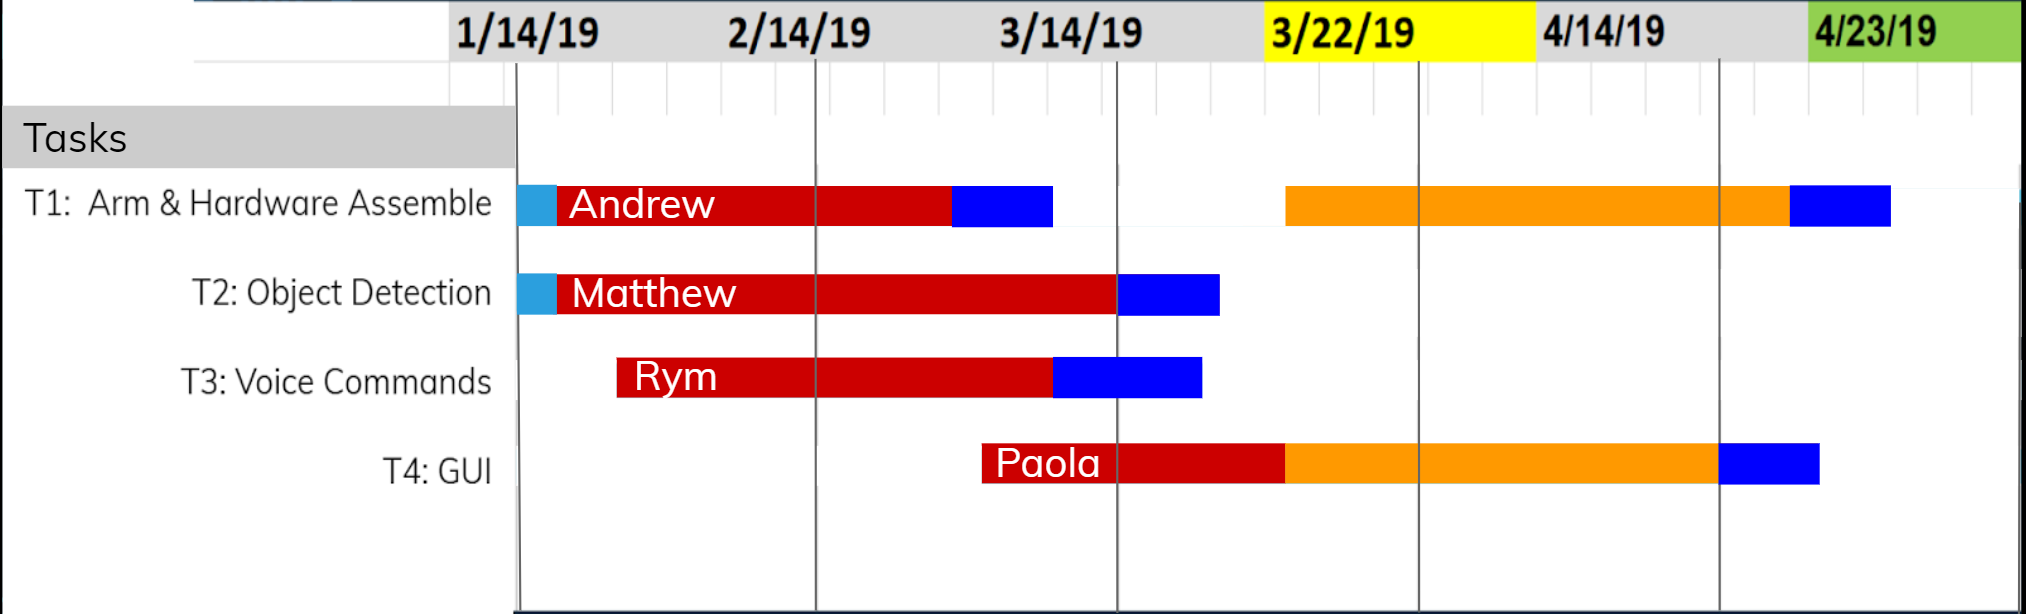 1/14/19 2/14/19 3/14/19 3/22/19 4/14/19 4/23/19
Tasks
T1: Arm & Hardware Assemble Andrew
T2: Object Detection Matthew
T3: Voice Commands Rym
T4: GUI Paola